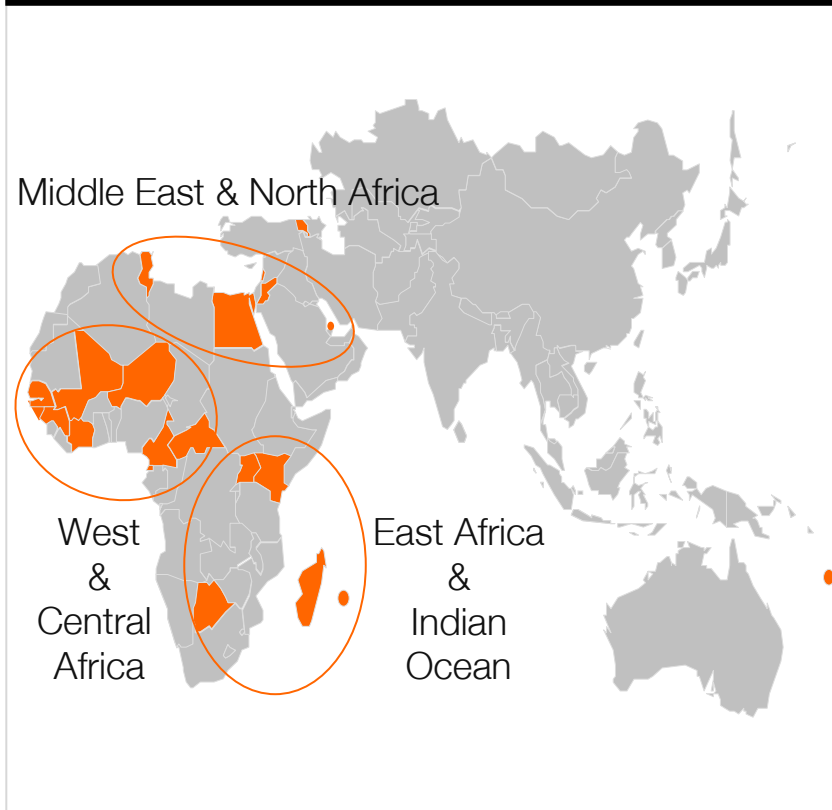 Middle East & North Africa
West
&
Central
Africa
East Africa
&
Indian
Ocean